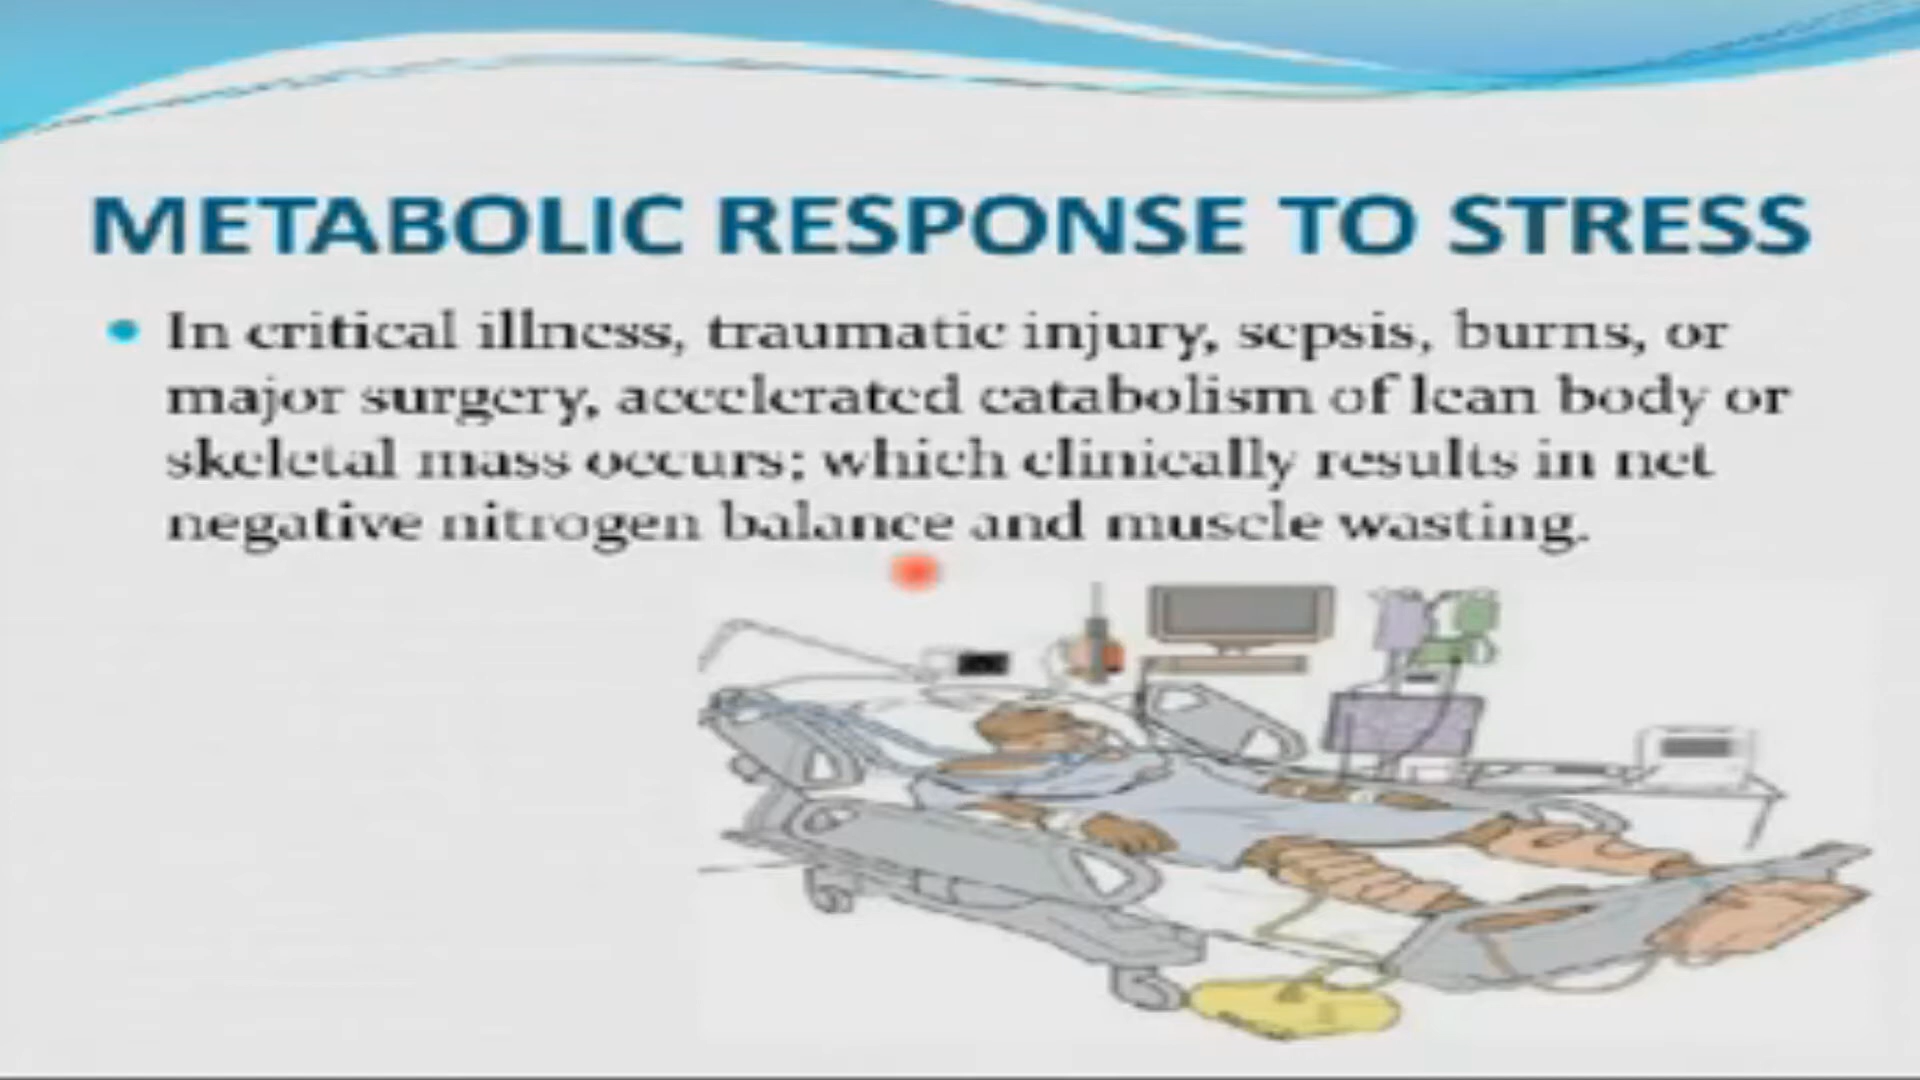 METABOLIC RESPONSE TO STRESS
In critical illness, traumatic injury, sepsis, burns, or
major surgery, accelerated catabolism of lean body or
skeletal mass occurs; which clinically results in net
negative nitrogen balance and muscle wasting.